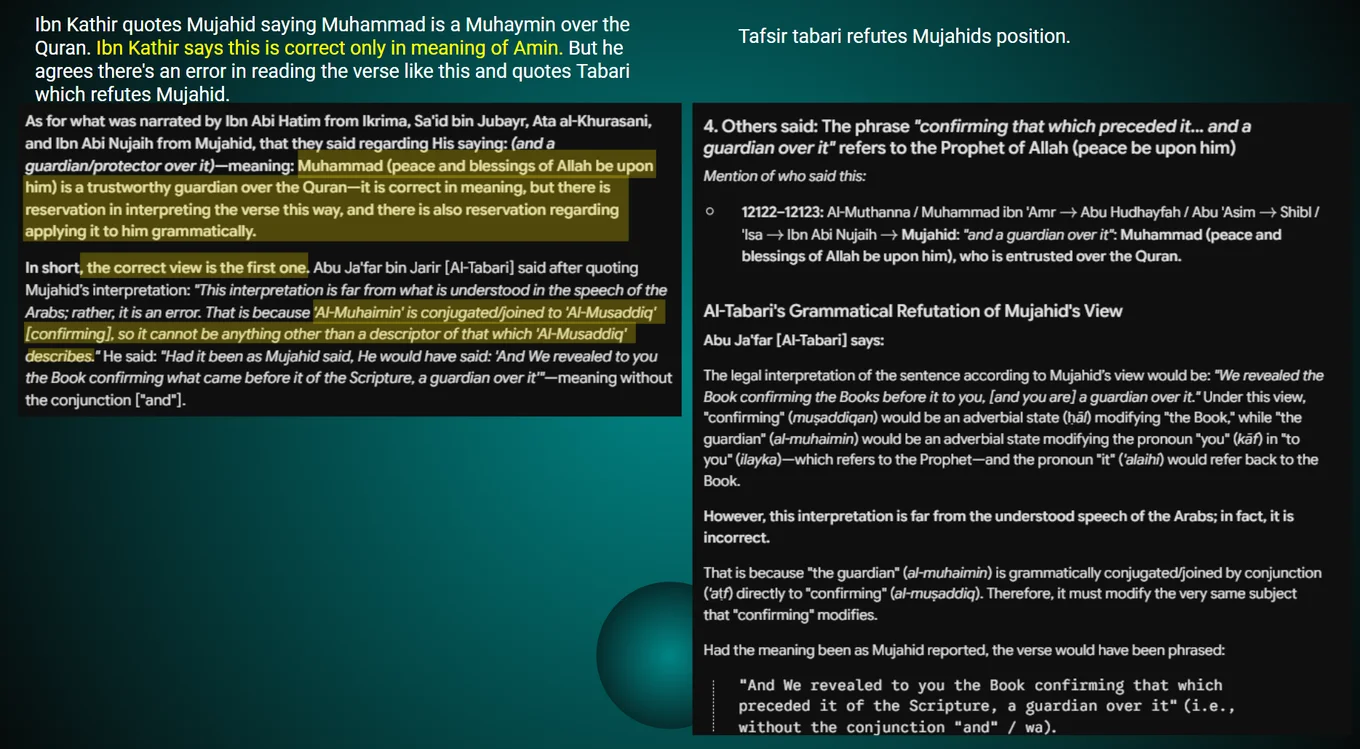 Ibn Kathir quotes Mujahid saying Muhammad is a Muhaymin over the
Quran. Ibn Kathir says this is correct only in meaning of Amin. But he
agrees there's an error in reading the verse like this and quotes Tabari
which refutes Mujahid.
As for what was narrated by Ibn Abi Hatim from Ikrima, Sa'id bin Jubayr, Ata al-Khurasani,
and Ibn Abi Nujaih from Mujahid, that they said regarding His saying: (and a
guardian/protector over it)—meaning: Muhammad (peace and blessings of Allah be upon
him) is a trustworthy guardian over the Quran—it is correct in meaning, but there is
reservation in interpreting the verse this way, and there is also reservation regarding
applying it to him grammatically.
In short, the correct view is the first one. Abu Ja'far bin Jarir [Al-Tabari] said after quoting
Mujahid's interpretation: "This interpretation is far from what is understood in the speech of the
Arabs; rather, it is an error. That is because 'Al-Muhaimin' is conjugated/joined to 'Al-Musaddiq'
[confirming], so it cannot be anything other than a descriptor of that which 'Al-Musaddiq'
describes." He said: "Had it been as Mujahid said, He would have said: 'And We revealed to you
the Book confirming what came before it of the Scripture, a guardian over it'"—meaning without
the conjunction ["and"].
Tafsir tabari refutes Mujahids position.
4. Others said: The phrase "confirming that which preceded it... and a
guardian over it" refers to the Prophet of Allah (peace be upon him)
Mention of who said this:
12122–12123: Al-Muthanna / Muhammad ibn 'Amr → Abu Hudhayfah / Abu 'Asim → Shibl /
'Isa → Ibn Abi Nujaih → Mujahid: "and a guardian over it": Muhammad (peace and
blessings of Allah be upon him), who is entrusted over the Quran.
Al-Tabari's Grammatical Refutation of Mujahid's View
Abu Ja'far [Al-Tabari] says:
The legal interpretation of the sentence according to Mujahid's view would be: "We revealed the
Book confirming the Books before it to you, [and you are] a guardian over it." Under this view,
"confirming" (muṣaddiqan) would be an adverbial state (ḥāl) modifying "the Book," while "the
guardian" (al-muhaimin) would be an adverbial state modifying the pronoun "you" (kāf) in "to
you" (ilayka)—which refers to the Prophet—and the pronoun "it" ('alaihi) would refer back to the
Book.
However, this interpretation is far from the understood speech of the Arabs; in fact, it is
incorrect.
That is because "the guardian" (al-muhaimin) is grammatically conjugated/joined by conjunction
('aṭf) directly to "confirming" (al-muṣaddiq). Therefore, it must modify the very same subject
that "confirming" modifies.
Had the meaning been as Mujahid reported, the verse would have been phrased:
"And We revealed to you the Book confirming that which
preceded it of the Scripture, a guardian over it" (i.e.,
without the conjunction "and" / wa).